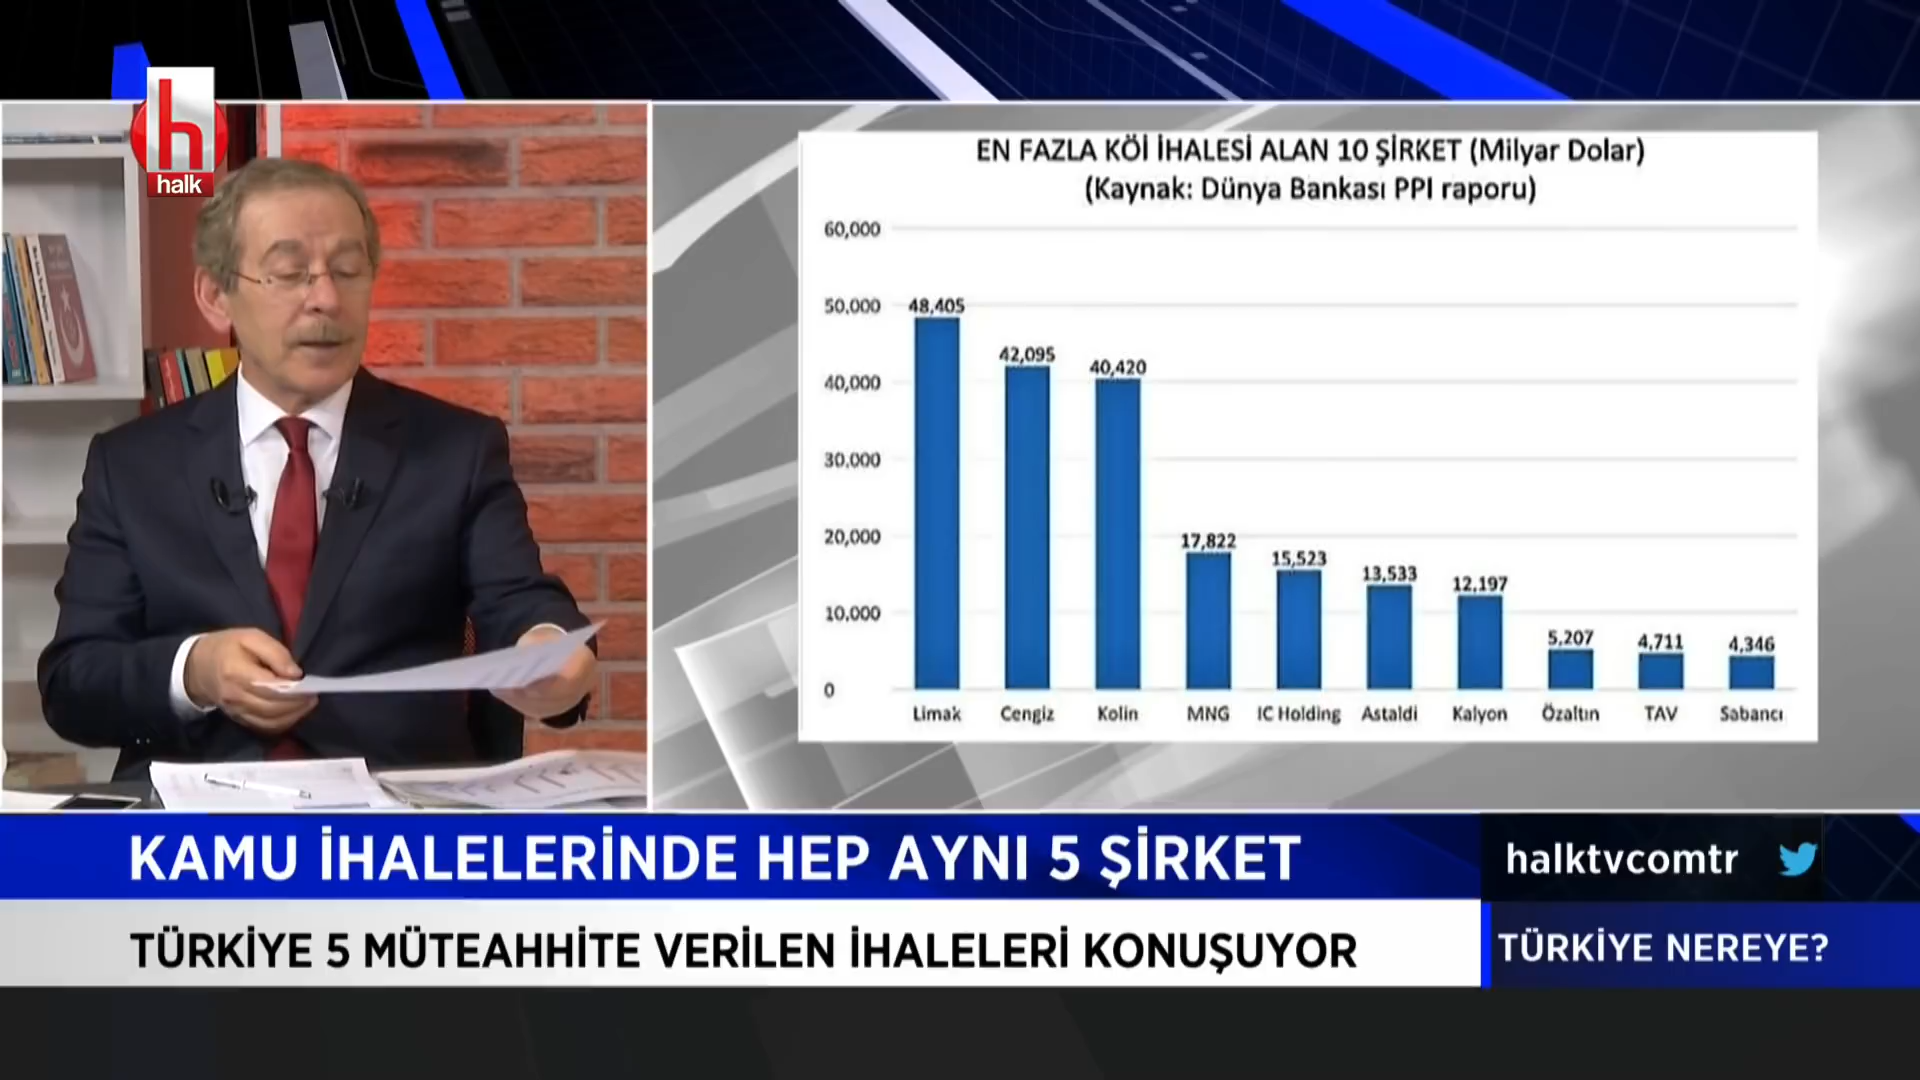 h
halk
EN FAZLA KÖİ İHALESİ ALAN 10 ŞİRKET (Milyar Dolar)
(Kaynak: Dünya Bankası PPI raporu)
60,000
50,000
40,000
30,000
20,000
10,000
0
48,405
42,095
40,420
17,822
15,523
13,533
12,197
5,207
4,711
4,346
Limak
Cengiz
Kolin
MNG
IC Holding
Astaldi
Kalyon
Özaltın
TAV
Sabancı
KAMU İHALELERİNDE HEP AYNI 5 ŞİRKET
halktvcomtr
TÜRKİYE 5 MÜTEAHHİTE VERİLEN İHALELERİ KONUŞUYOR
TÜRKİYE NEREYE?